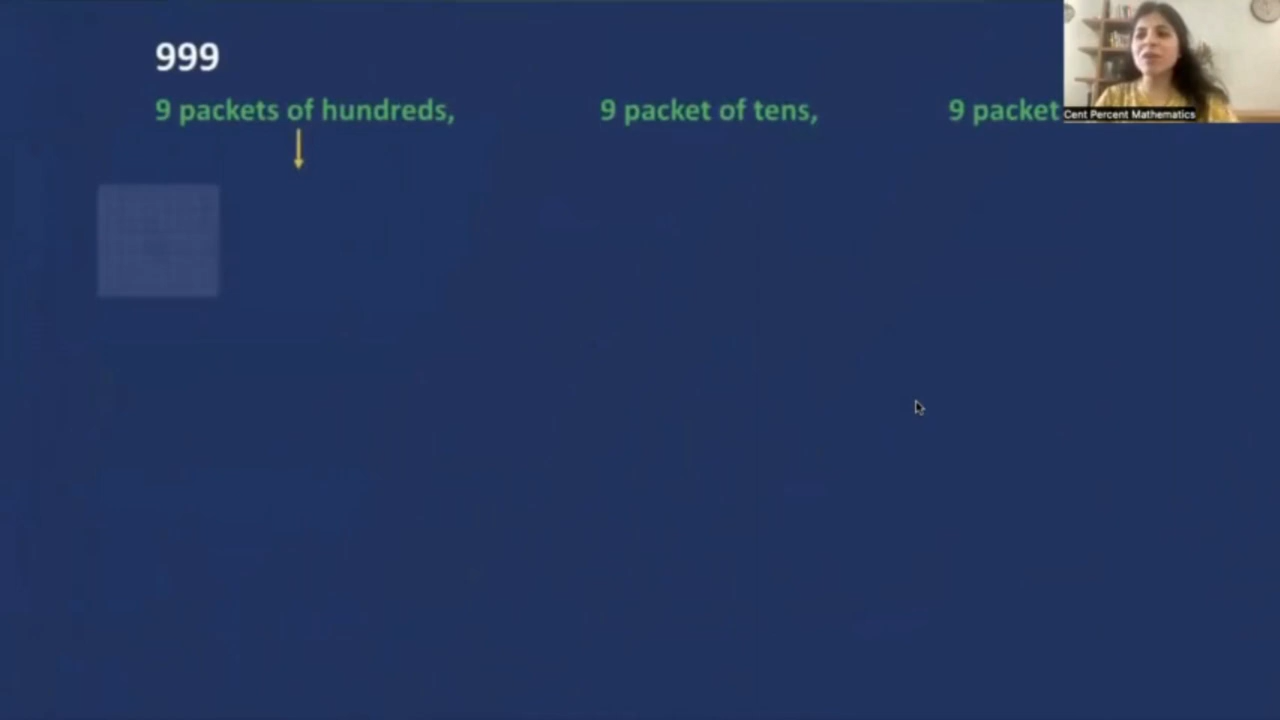 999
9 packets of hundreds, 9 packet of tens, 9 packet
Cent Percent Mathematics